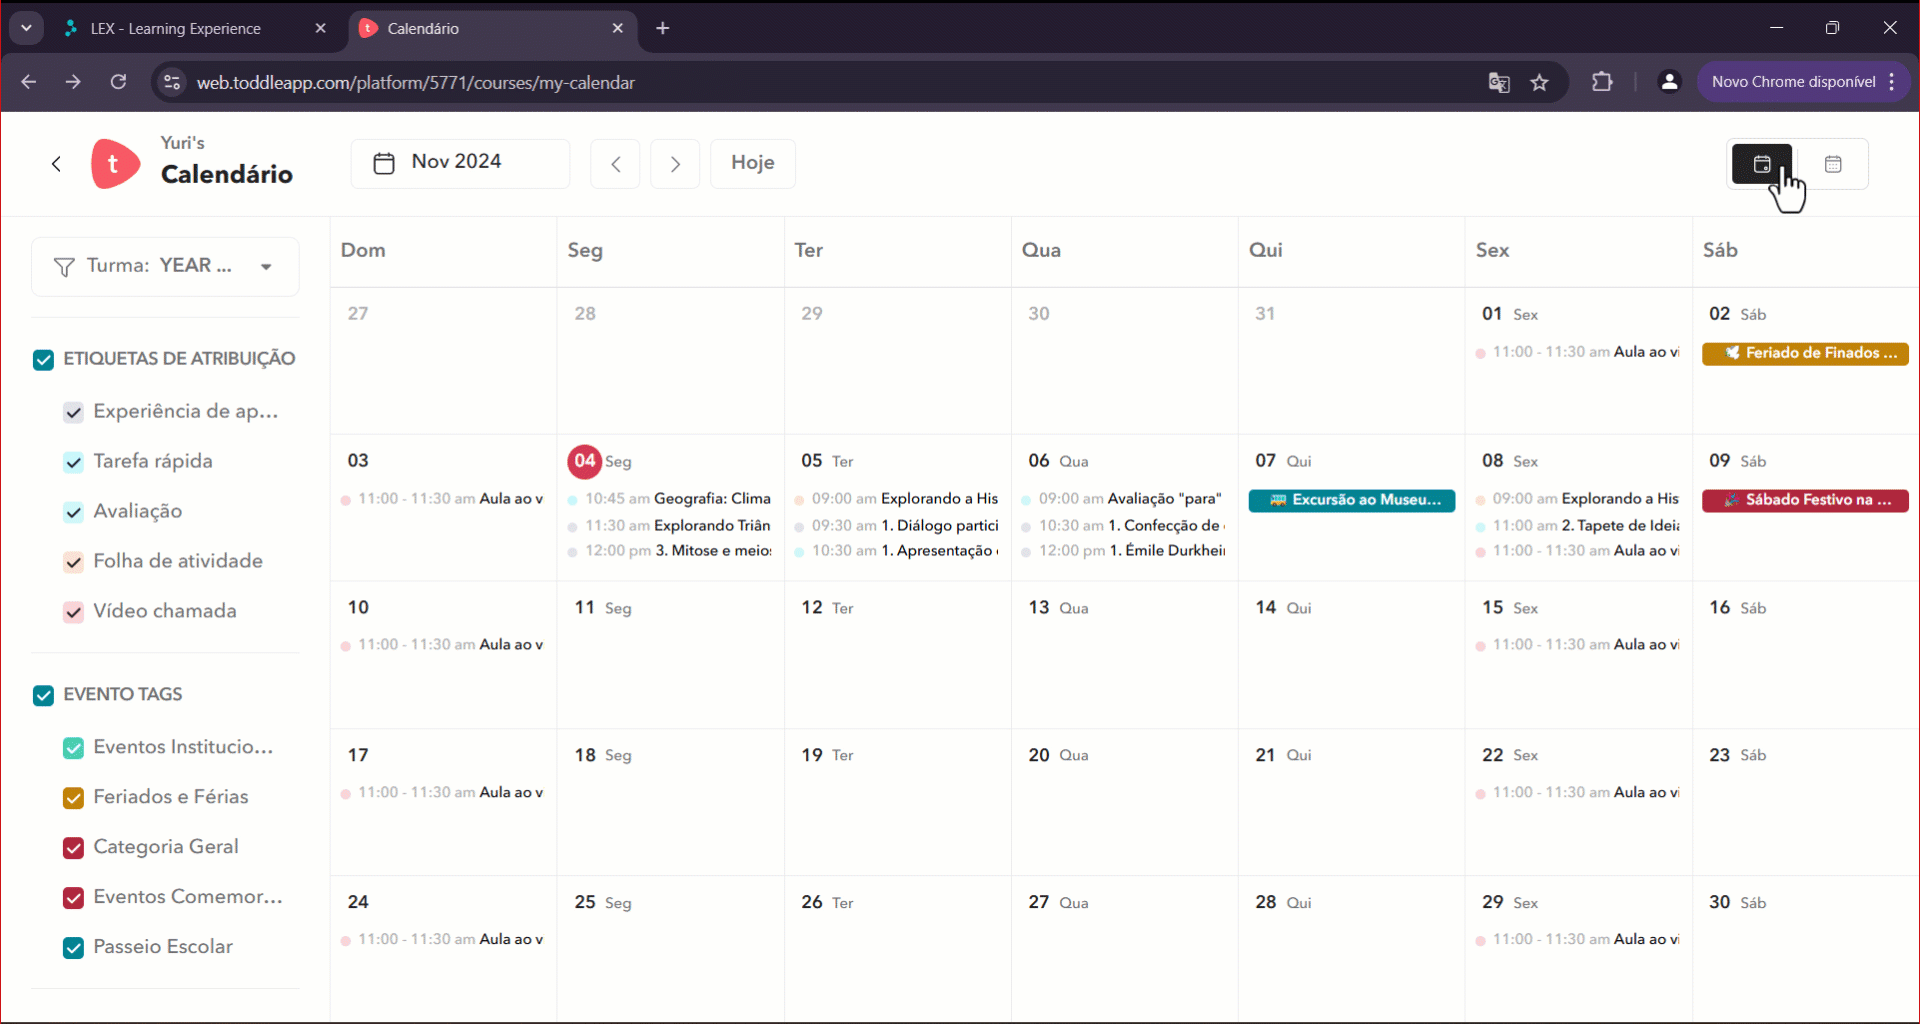 LEX - Learning Experience
Calendário
web.toddleapp.com/platform/5771/courses/my-calendar
Novo Chrome disponível
t
Yuri's
Calendário
Nov 2024
Hoje
Turma: YEAR ...
ETIQUETAS DE ATRIBUIÇÃO
Experiência de ap...
Tarefa rápida
Avaliação
Folha de atividade
Vídeo chamada
EVENTO TAGS
Eventos Institucio...
Feriados e Férias
Categoria Geral
Eventos Comemor...
Passeio Escolar
Dom Seg Ter Qua Qui Sex Sáb
27 28 29 30 31 01 Sex 02 Sáb
11:00 - 11:30 am Aula ao vi
Feriado de Finados ...
03 04 Seg 05 Ter 06 Qua 07 Qui 08 Sex 09 Sáb
11:00 - 11:30 am Aula ao v
10:45 am Geografia: Clima
11:30 am Explorando Triân
12:00 pm 3. Mitose e meio
09:00 am Explorando a His
09:30 am 1. Diálogo partici
10:30 am 1. Apresentação
09:00 am Avaliação "para"
10:30 am 1. Confecção de
12:00 pm 1. Émile Durkhei
Excursão ao Museu...
09:00 am Explorando a His
11:00 am 2. Tapete de Ideia
11:00 - 11:30 am Aula ao vi
Sábado Festivo na ...
10 11 Seg 12 Ter 13 Qua 14 Qui 15 Sex 16 Sáb
11:00 - 11:30 am Aula ao v
11:00 - 11:30 am Aula ao vi
17 18 Seg 19 Ter 20 Qua 21 Qui 22 Sex 23 Sáb
11:00 - 11:30 am Aula ao v
11:00 - 11:30 am Aula ao vi
24 25 Seg 26 Ter 27 Qua 28 Qui 29 Sex 30 Sáb
11:00 - 11:30 am Aula ao v
11:00 - 11:30 am Aula ao vi